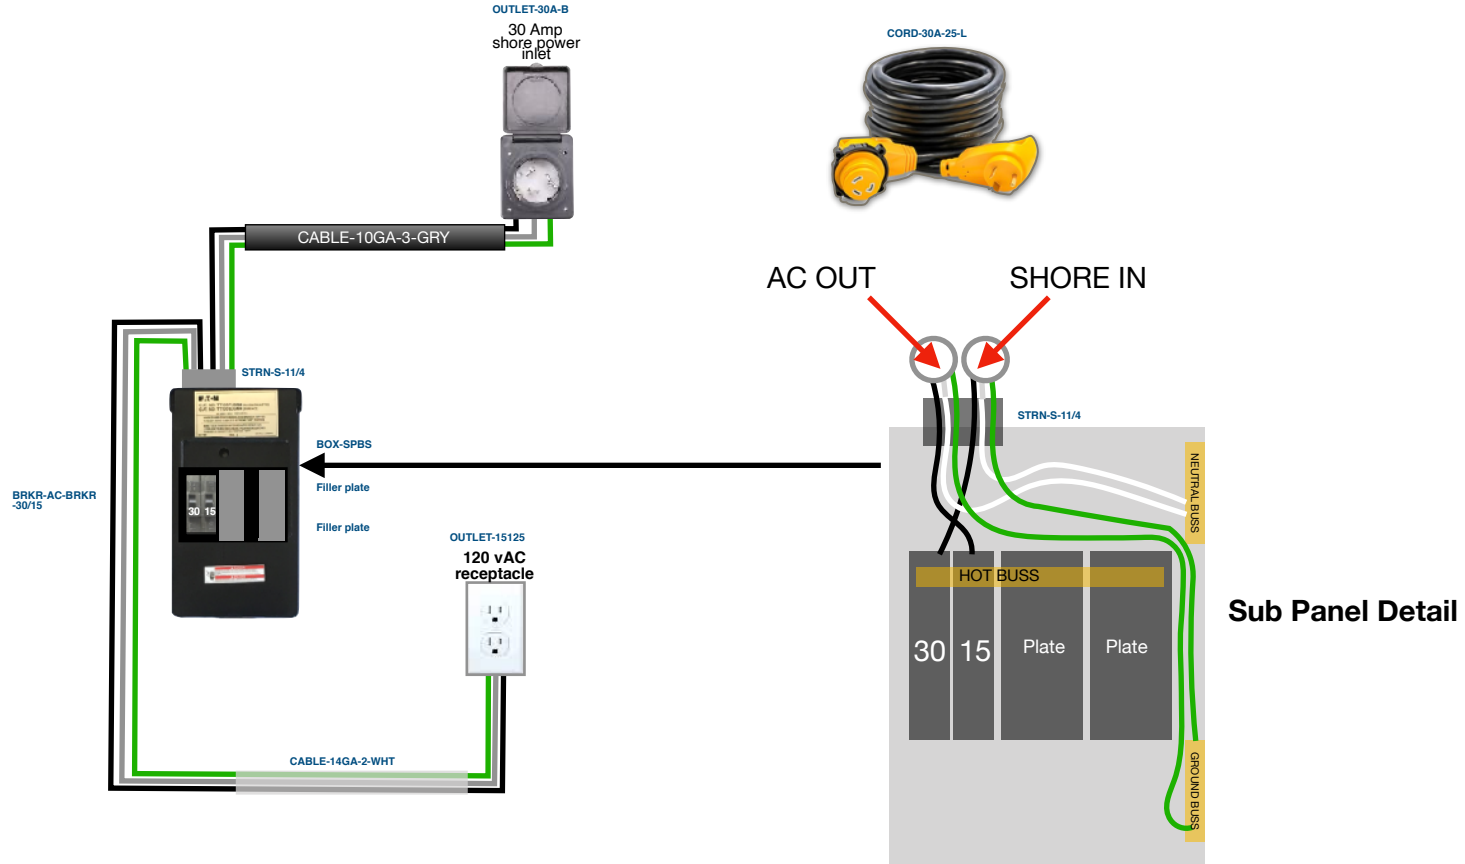 OUTLET-30A-B
30 Amp
shore power
inlet
CORD-30A-25-L
CABLE-10GA-3-GRY
AC OUT
SHORE IN
STRN-S-11/4
STRN-S-11/4
BOX-SPBS
Filler plate
Filler plate
BRKR-AC-BRKR
-30/15
30 15
OUTLET-15125
120 vAC
receptacle
CABLE-14GA-2-WHT
NEUTRAL BUSS
HOT BUSS
30
15
Plate
Plate
Sub Panel Detail
GROUND BUSS